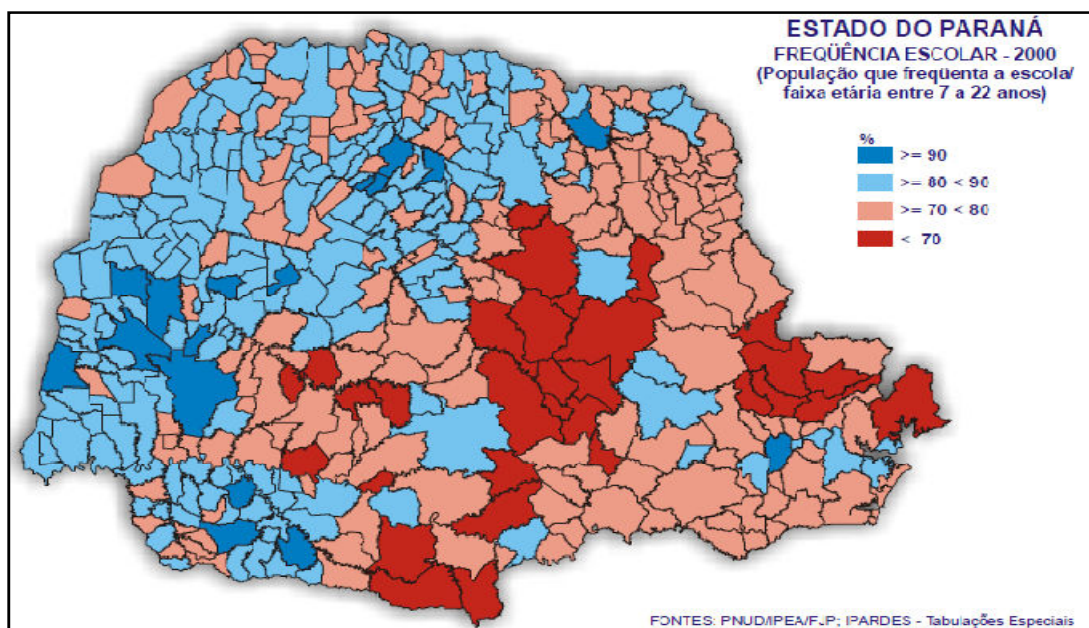 ESTADO DO PARANÁ
FREQÜÊNCIA ESCOLAR - 2000
(População que freqüenta a escola/
faixa etária entre 7 a 22 anos)
%
>= 90
>= 80 < 90
>= 70 < 80
< 70
FONTES: PNUD/IPEA/FJP; IPARDES - Tabulações Especiais